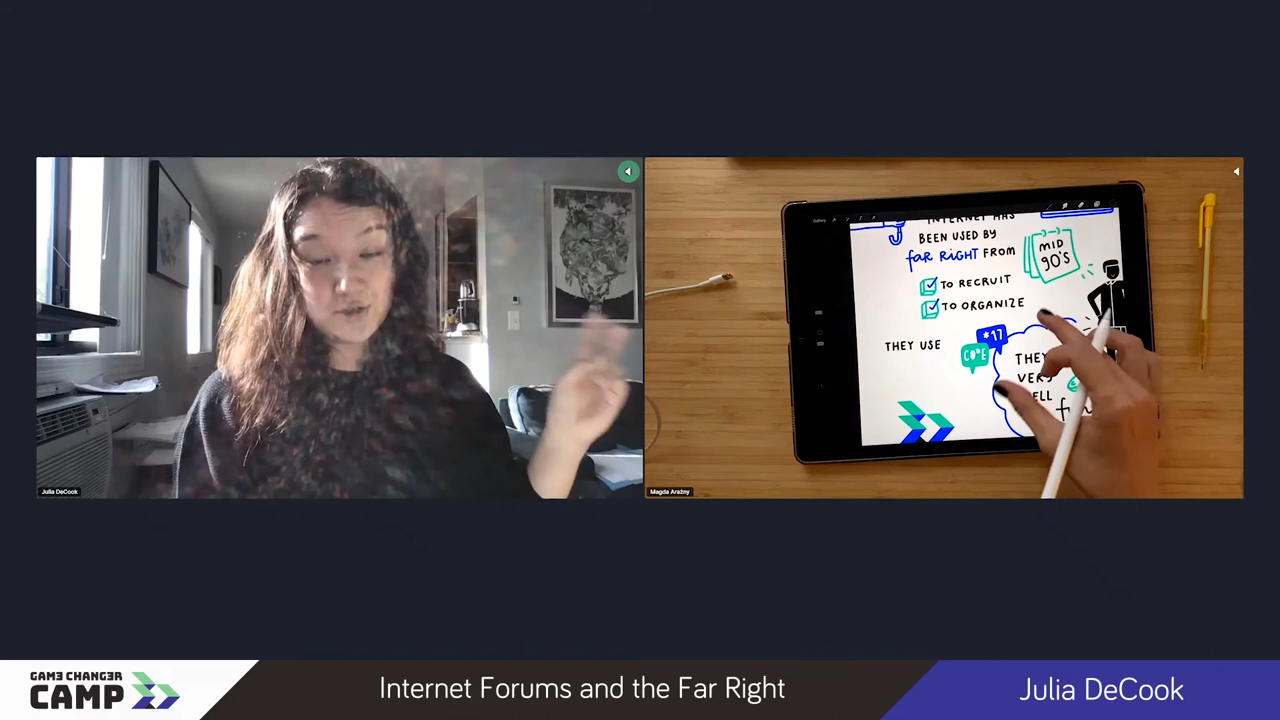 Gallery
INTERNET HAS
BEEN USED BY
far RIGHT FROM
MID
90'S
TO RECRUIT
TO ORGANIZE
THEY USE
*17
CODE
THEY
VERY
Julia DeCook
Magda Arażny
GAM3 CHANG3R
CAMP
Internet Forums and the Far Right
Julia DeCook